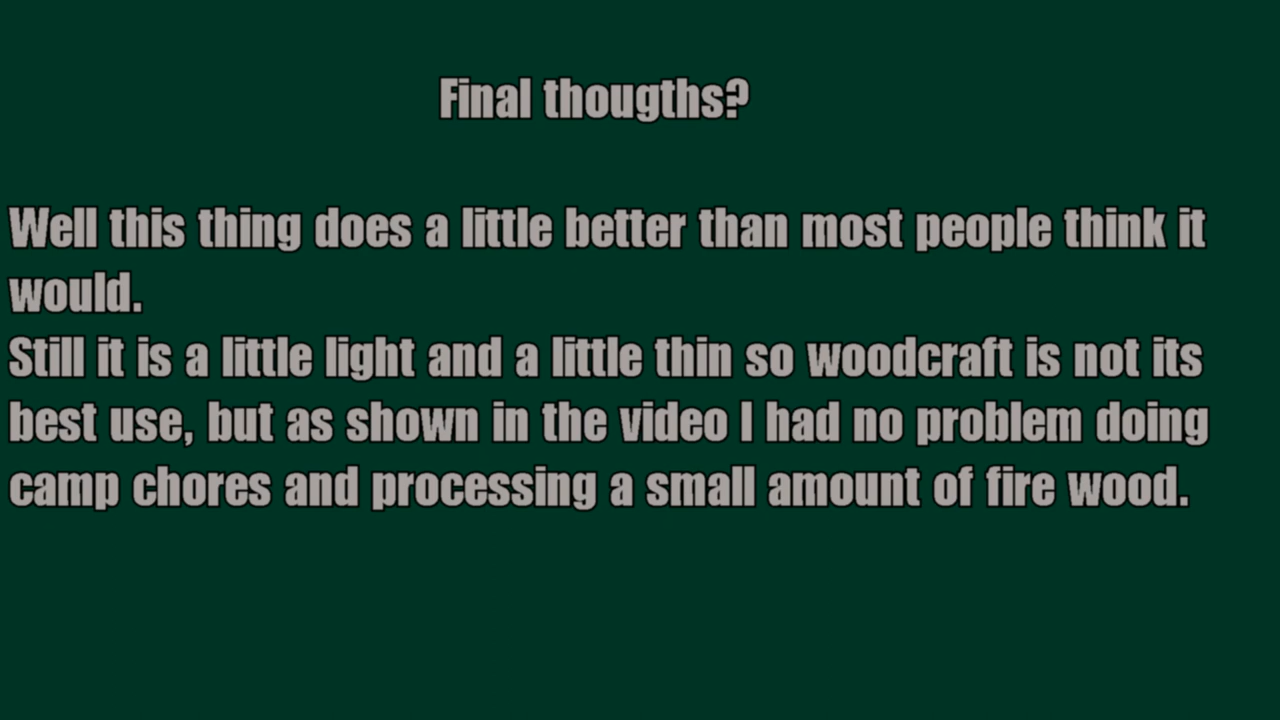 Final thougths?
Well this thing does a little better than most people think it
would.
Still it is a little light and a little thin so woodcraft is not its
best use, but as shown in the video I had no problem doing
camp chores and processing a small amount of fire wood.